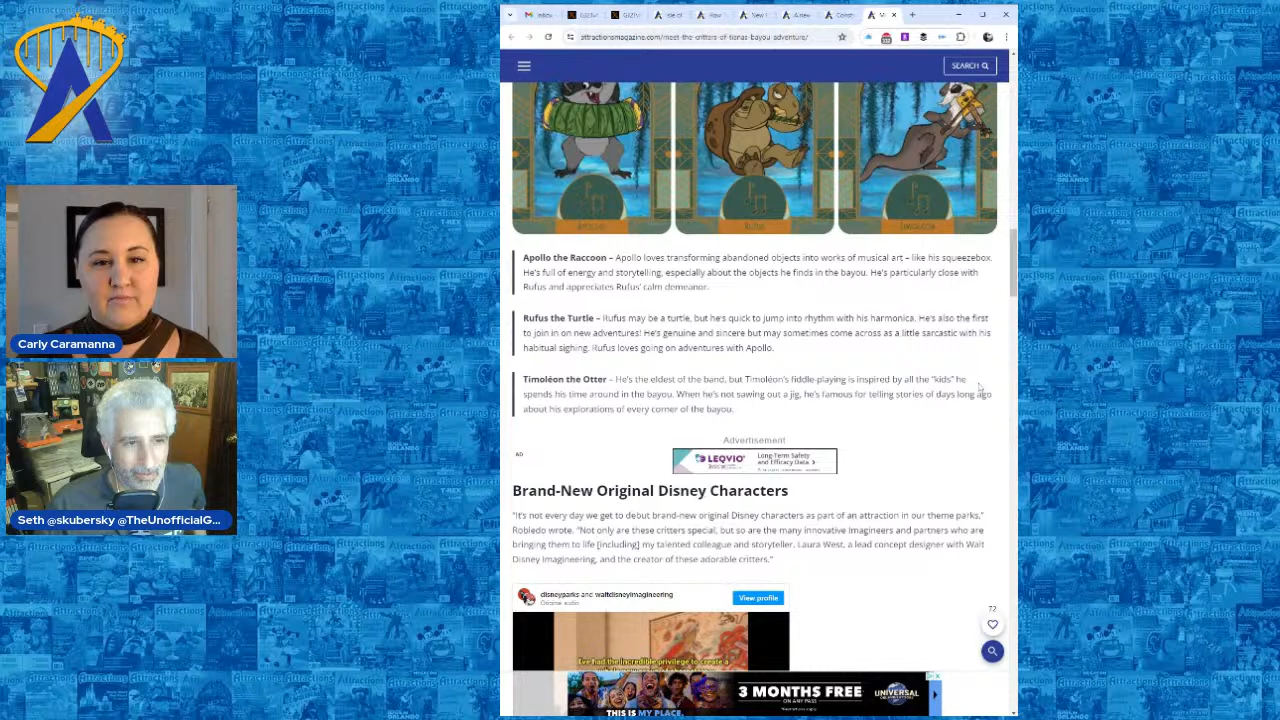 Inbox
attractionsmagazine.com/meet-the-critters-of-tianas-bayou-adventure/
SEARCH
APOLLO
RUFUS
Apollo the Raccoon – Apollo loves transforming abandoned objects into works of musical art – like his squeezebox.
He's full of energy and storytelling, especially about the objects he finds in the bayou. He's particularly close with
Rufus and appreciates Rufus' calm demeanor.
Rufus the Turtle – Rufus may be a turtle, but he's quick to jump into rhythm with his harmonica. He's also the first
to join in on new adventures! He's genuine and sincere but may sometimes come across as a little sarcastic with his
habitual sighing. Rufus loves going on adventures with Apollo.
Timoléon the Otter – He's the eldest of the band, but Timoléon's fiddle-playing is inspired by all the "kids" he
spends his time around in the bayou. When he's not sawing out a jig, he's famous for telling stories of days long ago
about his explorations of every corner of the bayou.
Advertisement
AD
LEQVIO
Long-Term Safety
and Efficacy Data >
Brand-New Original Disney Characters
"It's not every day we get to debut brand-new original Disney characters as part of an attraction in our theme parks,"
Robledo wrote. "Not only are these critters special, but so are the many innovative Imagineers and partners who are
bringing them to life [including] my talented colleague and storyteller, Laura West, a lead concept designer with Walt
Disney Imagineering, and the creator of these adorable critters."
disneyparks and waltdisneyimagineering
Original audio
View profile
I've had the incredible privilege to create a
72
THIS IS MY PLACE.
3 MONTHS FREE
ON ANY PASS
UNIVERSAL
Carly Caramanna
Seth @skubersky @TheUnofficialG...